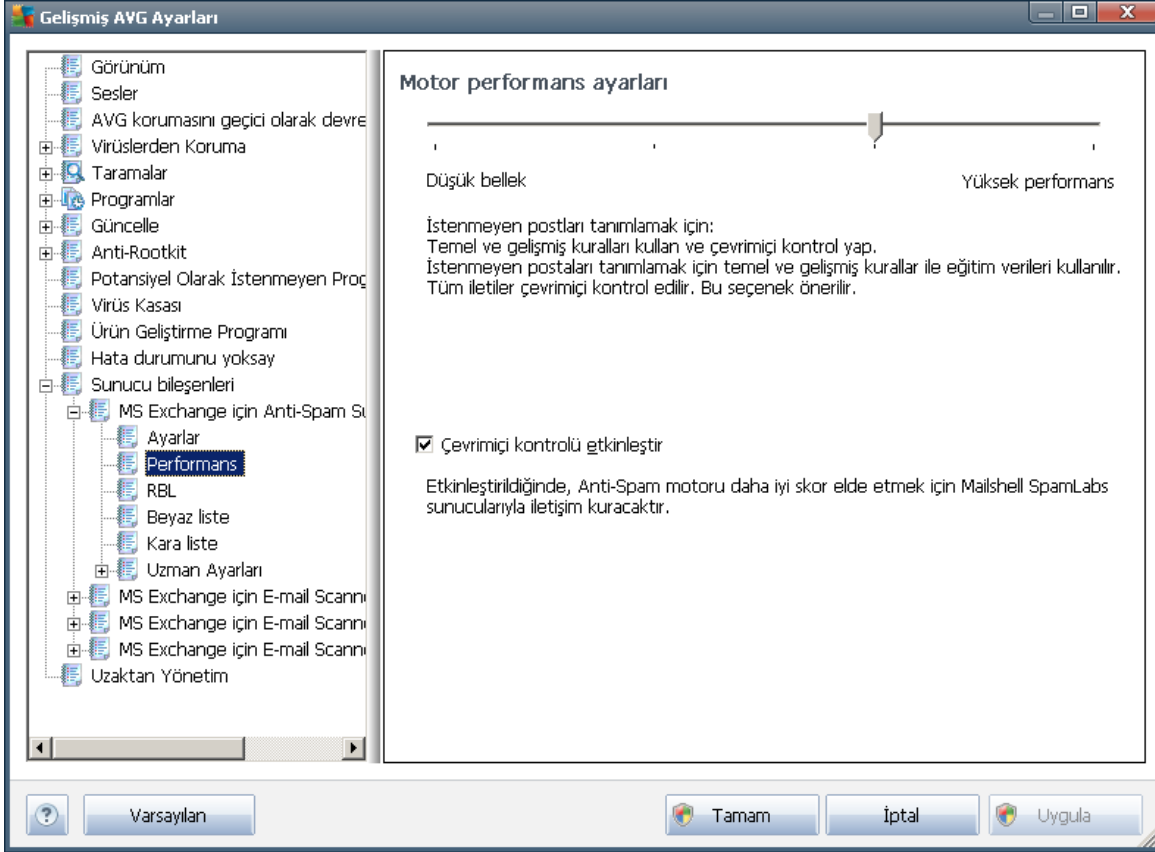 Gelişmiş AVG Ayarları
Görünüm
Sesler
AVG korumasını geçici olarak devre
Virüslerden Koruma
Taramalar
Programlar
Güncelle
Anti-Rootkit
Potansiyel Olarak İstenmeyen Prog
Virüs Kasası
Ürün Geliştirme Programı
Hata durumunu yoksay
Sunucu bileşenleri
MS Exchange için Anti-Spam Su
Ayarlar
Performans
RBL
Beyaz liste
Kara liste
Uzman Ayarları
MS Exchange için E-mail Scann
MS Exchange için E-mail Scann
MS Exchange için E-mail Scann
Uzaktan Yönetim
Motor performans ayarları
Düşük bellek
Yüksek performans
İstenmeyen postları tanımlamak için:
Temel ve gelişmiş kuralları kullan ve çevrimiçi kontrol yap.
İstenmeyen postaları tanımlamak için temel ve gelişmiş kurallar ile eğitim verileri kullanılır.
Tüm iletiler çevrimiçi kontrol edilir. Bu seçenek önerilir.
Çevrimiçi kontrolü etkinleştir
Etkinleştirildiğinde, Anti-Spam motoru daha iyi skor elde etmek için Mailshell SpamLabs
sunucularıyla iletişim kuracaktır.
?
Varsayılan
Tamam
İptal
Uygula